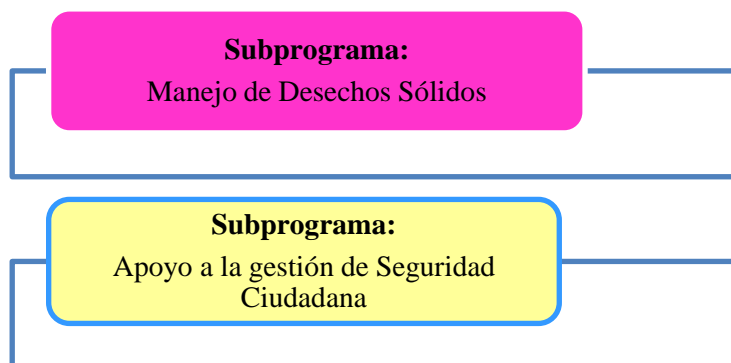 Subprograma:
Manejo de Desechos Sólidos
Subprograma:
Apoyo a la gestión de Seguridad
Ciudadana